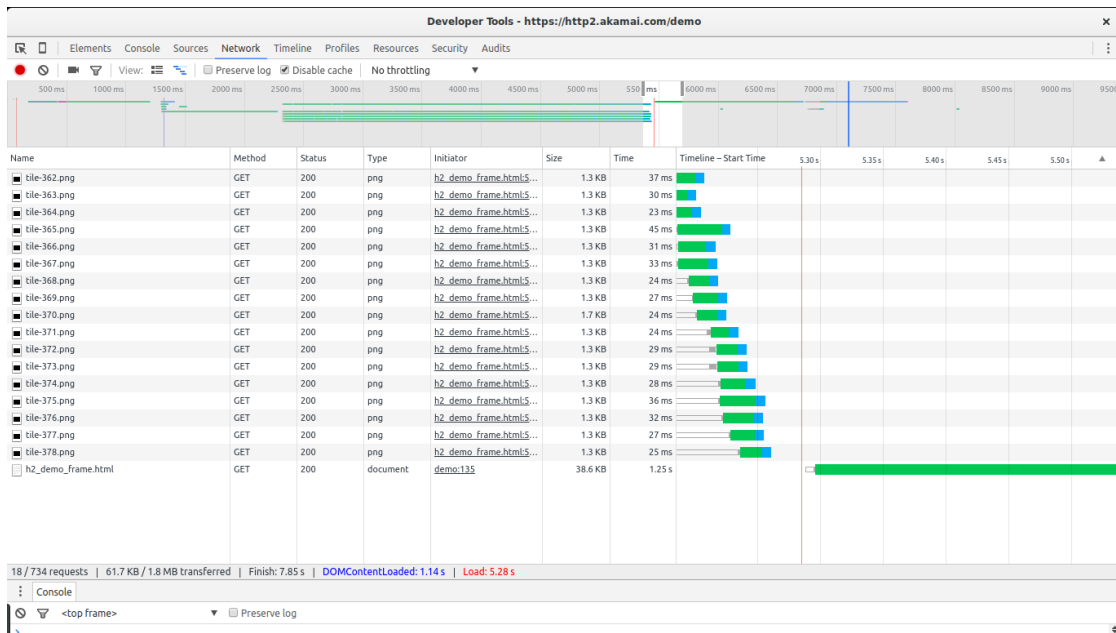 Developer Tools - https://http2.akamai.com/demo
Elements Console Sources Network Timeline Profiles Resources Security Audits
View: Preserve log Disable cache No throttling
500 ms 1000 ms 1500 ms 2000 ms 2500 ms 3000 ms 3500 ms 4000 ms 4500 ms 5000 ms 550 ms 6000 ms 6500 ms 7000 ms 7500 ms 8000 ms 8500 ms 9000 ms 9500
Name Method Status Type Initiator Size Time Timeline – Start Time 5.30 s 5.35 s 5.40 s 5.45 s 5.50 s
tile-362.png GET 200 png h2_demo_frame.html:5... 1.3 KB 37 ms
tile-363.png GET 200 png h2_demo_frame.html:5... 1.3 KB 30 ms
tile-364.png GET 200 png h2_demo_frame.html:5... 1.3 KB 23 ms
tile-365.png GET 200 png h2_demo_frame.html:5... 1.3 KB 45 ms
tile-366.png GET 200 png h2_demo_frame.html:5... 1.3 KB 31 ms
tile-367.png GET 200 png h2_demo_frame.html:5... 1.3 KB 33 ms
tile-368.png GET 200 png h2_demo_frame.html:5... 1.3 KB 24 ms
tile-369.png GET 200 png h2_demo_frame.html:5... 1.3 KB 27 ms
tile-370.png GET 200 png h2_demo_frame.html:5... 1.7 KB 24 ms
tile-371.png GET 200 png h2_demo_frame.html:5... 1.3 KB 24 ms
tile-372.png GET 200 png h2_demo_frame.html:5... 1.3 KB 29 ms
tile-373.png GET 200 png h2_demo_frame.html:5... 1.3 KB 29 ms
tile-374.png GET 200 png h2_demo_frame.html:5... 1.3 KB 28 ms
tile-375.png GET 200 png h2_demo_frame.html:5... 1.3 KB 36 ms
tile-376.png GET 200 png h2_demo_frame.html:5... 1.3 KB 32 ms
tile-377.png GET 200 png h2_demo_frame.html:5... 1.3 KB 27 ms
tile-378.png GET 200 png h2_demo_frame.html:5... 1.3 KB 25 ms
h2_demo_frame.html GET 200 document demo:135 38.6 KB 1.25 s
18 / 734 requests | 61.7 KB / 1.8 MB transferred | Finish: 7.85 s | DOMContentLoaded: 1.14 s | Load: 5.28 s
Console
<top frame> Preserve log